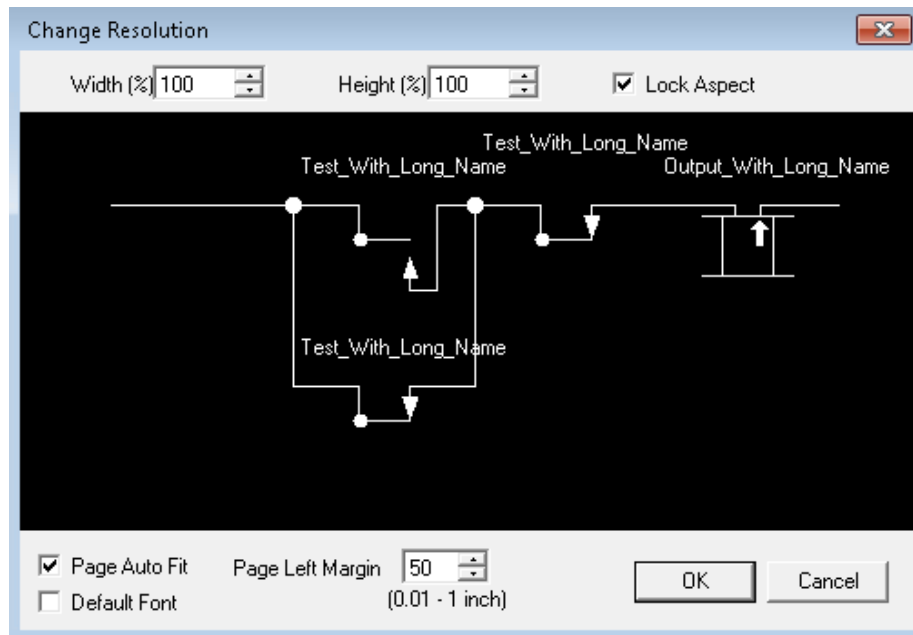 Change Resolution
Width (%) 100 Height (%) 100 Lock Aspect
Test_With_Long_Name
Test_With_Long_Name Output_With_Long_Name
Test_With_Long_Name
Page Auto Fit Page Left Margin 50
Default Font (0.01 - 1 inch)
OK Cancel